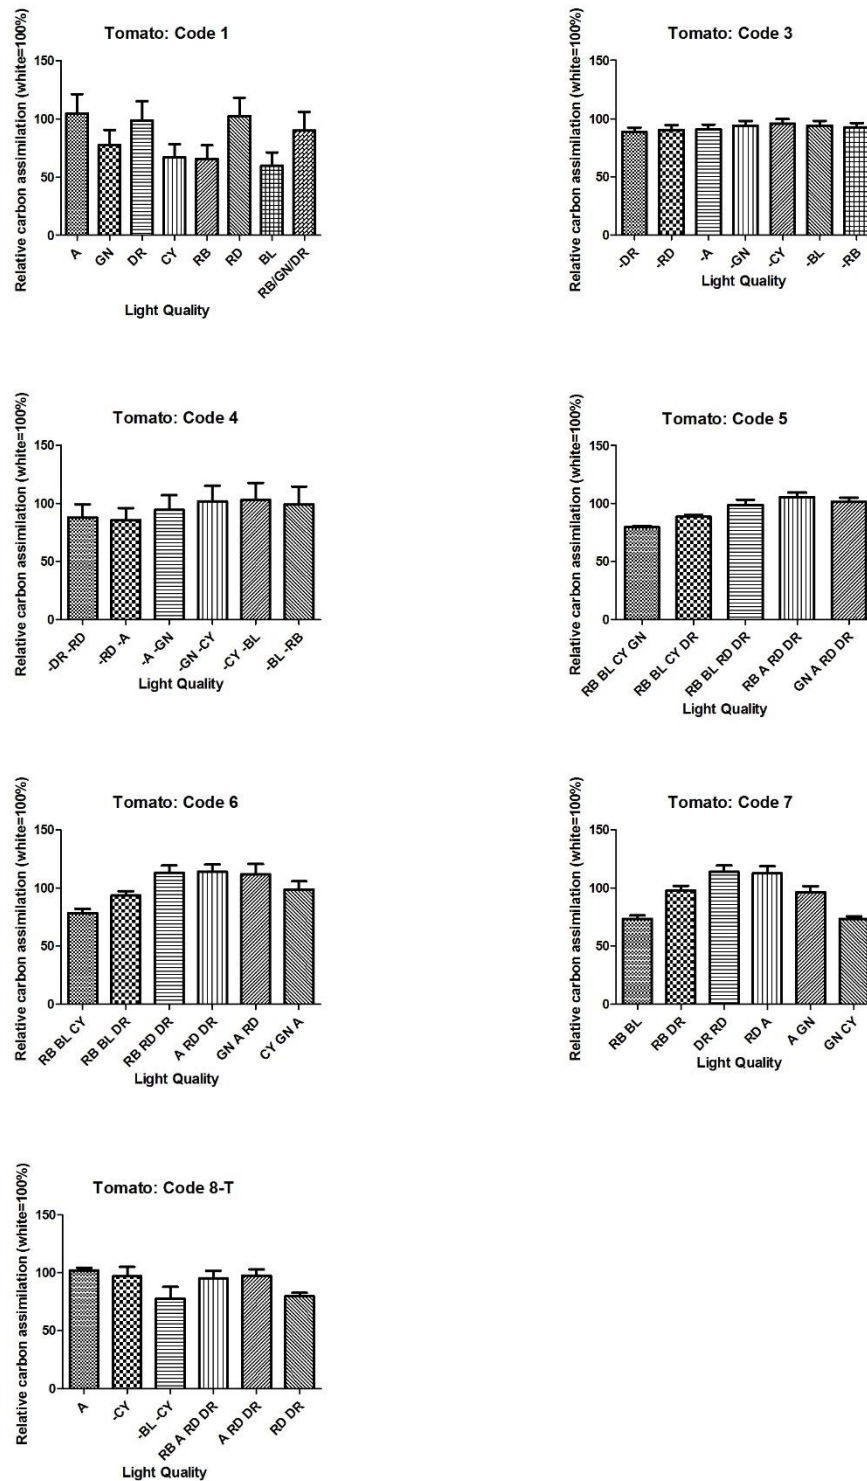 Tomato: Code 1
Relative carbon assimilation (white=100%)
150
100
50
0
A GN DR CY RB RD BL RB/GN/DR
Light Quality
Tomato: Code 3
Relative carbon assimilation (white=100%)
150
100
50
0
-DR -RD -A -GN -CY -BL -RB
Light Quality
Tomato: Code 4
Relative carbon assimilation (white=100%)
150
100
50
0
-DR -RD -RD -A -A -GN -GN -CY -CY -BL -BL -RB
Light Quality
Tomato: Code 5
Relative carbon assimilation (white=100%)
150
100
50
0
RB BL CY GN RB BL CY DR RB BL RD DR RB A RD DR GN A RD DR
Light Quality
Tomato: Code 6
Relative carbon assimilation (white=100%)
150
100
50
0
RB BL CY RB BL DR RB RD DR A RD DR GN A RD CY GN A
Light Quality
Tomato: Code 7
Relative carbon assimilation (white=100%)
150
100
50
0
RB BL RB DR DR RD RD A A GN GN CY
Light Quality
Tomato: Code 8-T
Relative carbon assimilation (white=100%)
150
100
50
0
A -CY -BL -CY RB A RD DR A RD DR RD DR
Light Quality